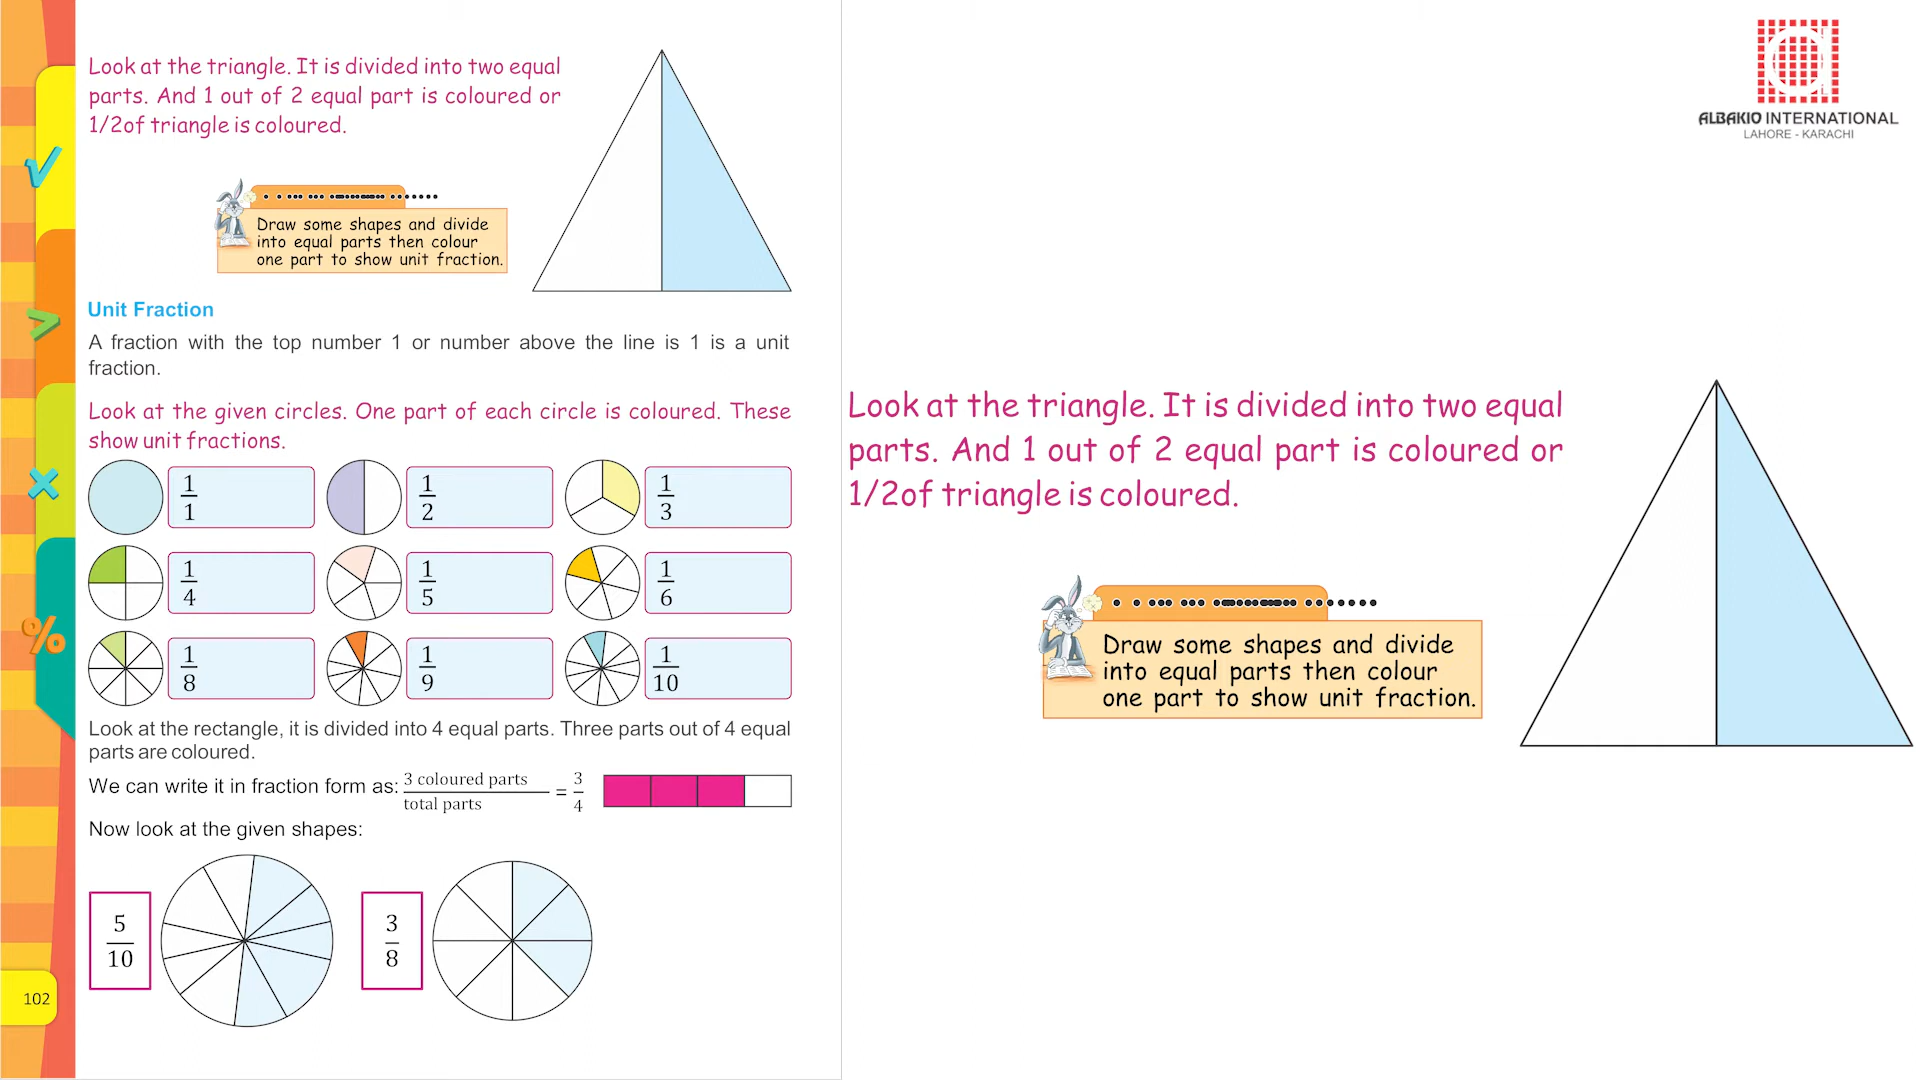 Look at the triangle. It is divided into two equal
parts. And 1 out of 2 equal part is coloured or
1/2of triangle is coloured.
Draw some shapes and divide
into equal parts then colour
one part to show unit fraction.
Unit Fraction
A fraction with the top number 1 or number above the line is 1 is a unit
fraction.
Look at the given circles. One part of each circle is coloured. These
show unit fractions.
1/1 1/2 1/3
1/4 1/5 1/6
1/8 1/9 1/10
Look at the rectangle, it is divided into 4 equal parts. Three parts out of 4 equal
parts are coloured.
We can write it in fraction form as: 3 coloured parts/total parts = 3/4
Now look at the given shapes:
5/10 3/8
√
>
×
%
102
ALBAKIO INTERNATIONAL
LAHORE - KARACHI
Look at the triangle. It is divided into two equal
parts. And 1 out of 2 equal part is coloured or
1/2of triangle is coloured.
Draw some shapes and divide
into equal parts then colour
one part to show unit fraction.